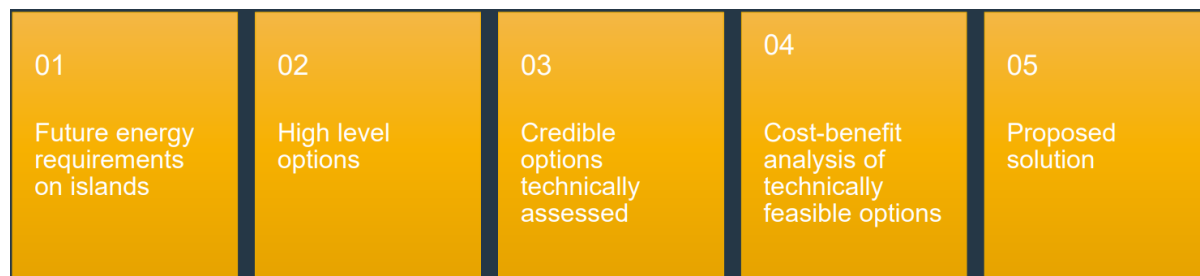 01
Future energy
requirements
on islands
02
High level
options
03
Credible
options
technically
assessed
04
Cost-benefit
analysis of
technically
feasible options
05
Proposed
solution